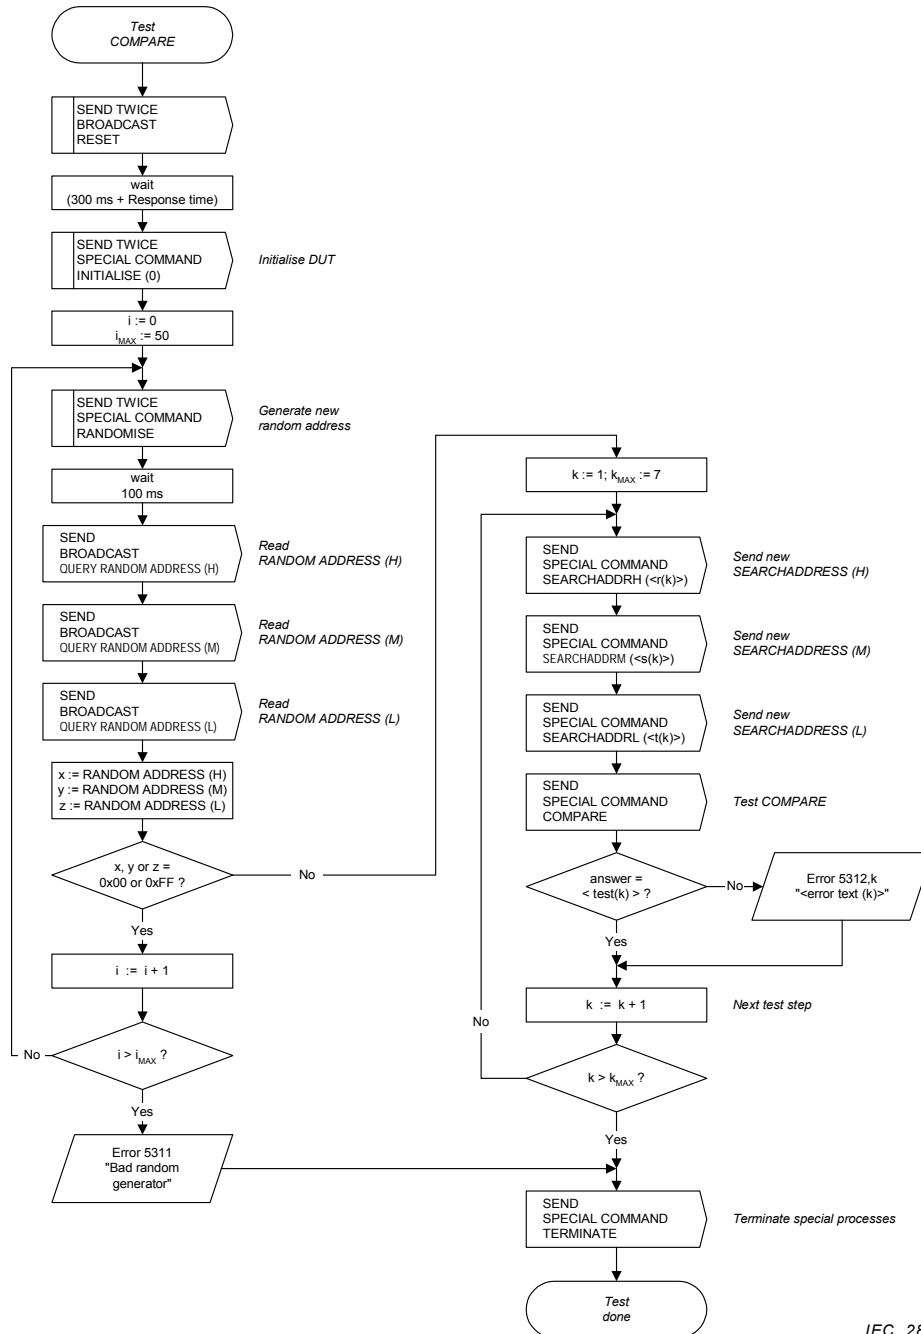 Test
COMPARE
SEND TWICE
BROADCAST
RESET
wait
(300 ms + Response time)
SEND TWICE
SPECIAL COMMAND
INITIALISE (0)
Initialise DUT
i := 0
iMAX := 50
SEND TWICE
SPECIAL COMMAND
RANDOMISE
Generate new
random address
wait
100 ms
SEND
BROADCAST
QUERY RANDOM ADDRESS (H)
Read
RANDOM ADDRESS (H)
SEND
BROADCAST
QUERY RANDOM ADDRESS (M)
Read
RANDOM ADDRESS (M)
SEND
BROADCAST
QUERY RANDOM ADDRESS (L)
Read
RANDOM ADDRESS (L)
x := RANDOM ADDRESS (H)
y := RANDOM ADDRESS (M)
z := RANDOM ADDRESS (L)
x, y or z =
0x00 or 0xFF ?
No
Yes
i := i + 1
i > iMAX ?
No
Yes
Error 5311
"Bad random
generator"
k := 1; kMAX := 7
SEND
SPECIAL COMMAND
SEARCHADDRH (<r(k)>)
Send new
SEARCHADDRESS (H)
SEND
SPECIAL COMMAND
SEARCHADDRM (<s(k)>)
Send new
SEARCHADDRESS (M)
SEND
SPECIAL COMMAND
SEARCHADDRL (<t(k)>)
Send new
SEARCHADDRESS (L)
SEND
SPECIAL COMMAND
COMPARE
Test COMPARE
answer =
< test(k) > ?
No
Error 5312,k
"<error text (k)>"
Yes
k := k + 1
Next test step
No
k > kMAX ?
Yes
SEND
SPECIAL COMMAND
TERMINATE
Terminate special processes
Test
done